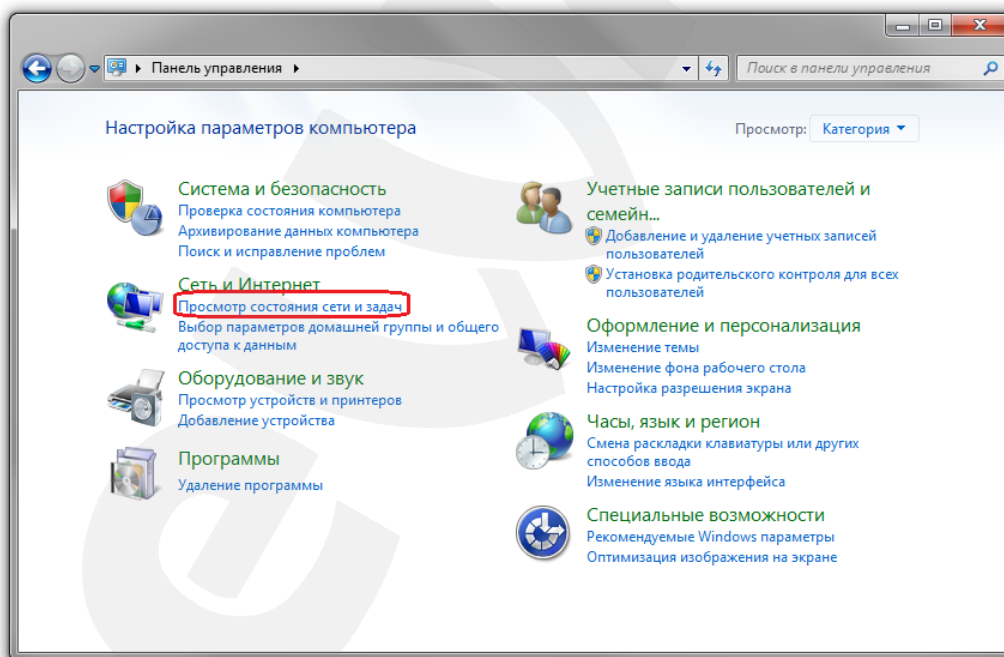 Панель управления
Поиск в панели управления
Настройка параметров компьютера
Просмотр: Категория
Система и безопасность
Проверка состояния компьютера
Архивирование данных компьютера
Поиск и исправление проблем
Сеть и Интернет
Просмотр состояния сети и задач
Выбор параметров домашней группы и общего
доступа к данным
Оборудование и звук
Просмотр устройств и принтеров
Добавление устройства
Программы
Удаление программы
Учетные записи пользователей и
семейн...
Добавление и удаление учетных записей
пользователей
Установка родительского контроля для всех
пользователей
Оформление и персонализация
Изменение темы
Изменение фона рабочего стола
Настройка разрешения экрана
Часы, язык и регион
Смена раскладки клавиатуры или других
способов ввода
Изменение языка интерфейса
Специальные возможности
Рекомендуемые Windows параметры
Оптимизация изображения на экране